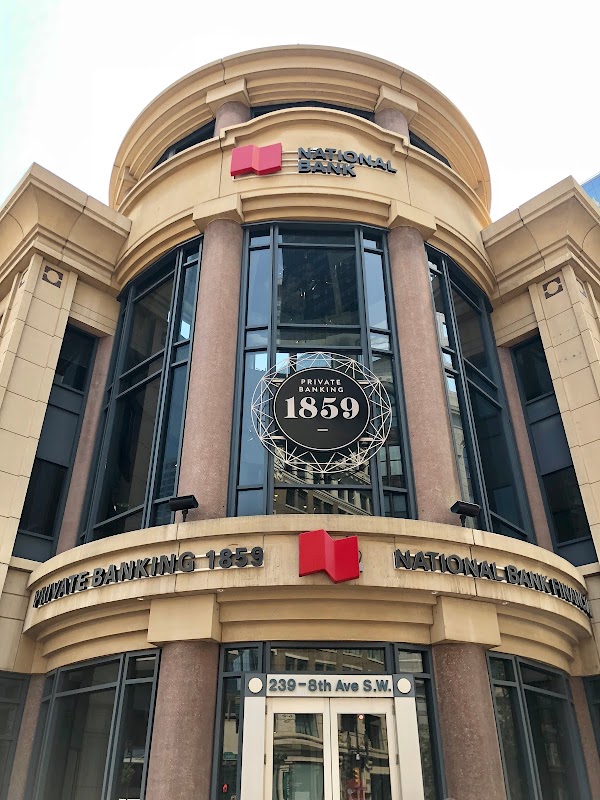 NATIONAL
BANK
PRIVATE
BANKING
1859
PRIVATE BANKING 1859
NATIONAL BANK
239-8th Ave S.W.